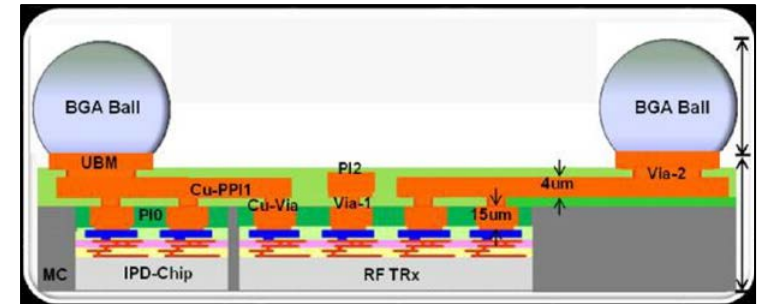 BGA Ball
BGA Ball
UBM
PI2
Via-2
Cu-PPI1
4um
Cu-Via
Via-1
PI0
15um
MC
IPD-Chip
RF TRx